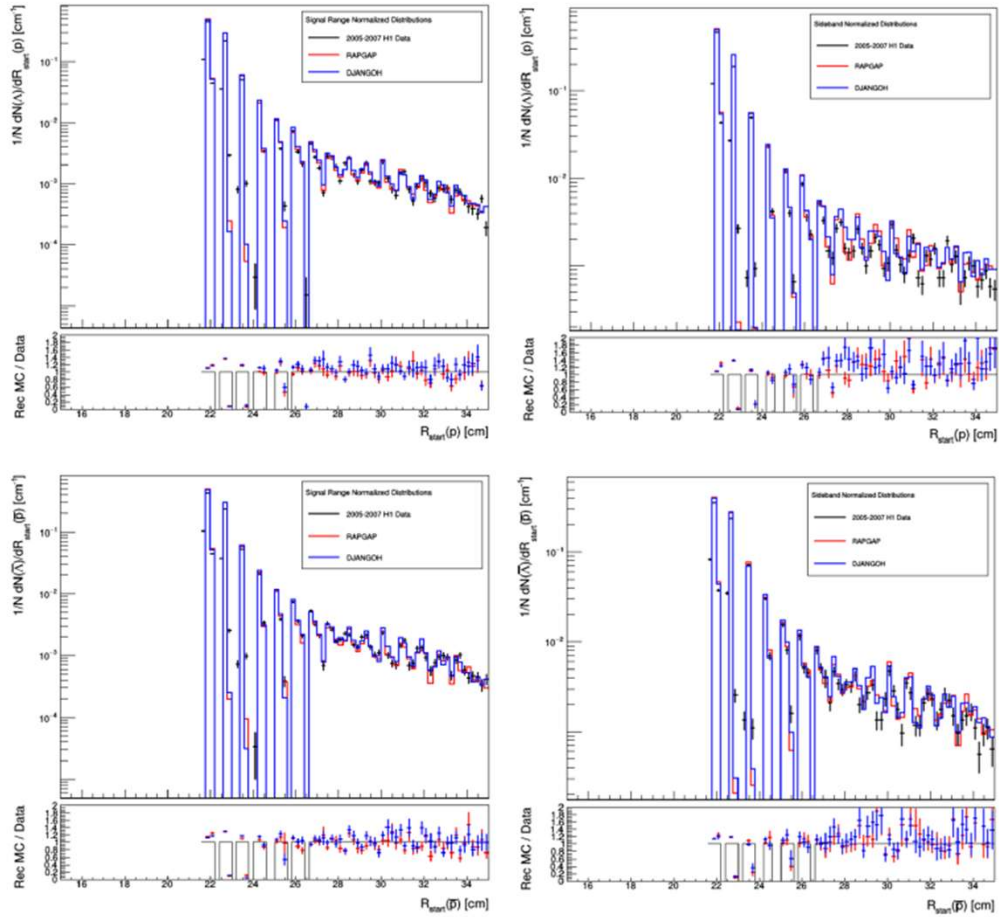 1/N dN(Λ)/dR_start(p) [cm⁻¹]
Signal Range Normalized Distributions
2005-2007 H1 Data
RAPGAP
DJANGOH
10⁻¹
10⁻²
10⁻³
10⁻⁴
Rec MC / Data
16 18 20 22 24 26 28 30 32 34
R_start(p) [cm]
1/N dN(Λ)/dR_start(p) [cm⁻¹]
Sideband Normalized Distributions
2005-2007 H1 Data
RAPGAP
DJANGOH
10⁻¹
10⁻²
Rec MC / Data
16 18 20 22 24 26 28 30 32 34
R_start(p) [cm]
1/N dN(Λ̅)/dR_start(p̅) [cm⁻¹]
Signal Range Normalized Distributions
2005-2007 H1 Data
RAPGAP
DJANGOH
10⁻¹
10⁻²
10⁻³
10⁻⁴
Rec MC / Data
16 18 20 22 24 26 28 30 32 34
R_start(p̅) [cm]
1/N dN(Λ̅)/dR_start(p̅) [cm⁻¹]
Sideband Normalized Distributions
2005-2007 H1 Data
RAPGAP
DJANGOH
10⁻¹
10⁻²
Rec MC / Data
16 18 20 22 24 26 28 30 32 34
R_start(p̅) [cm]